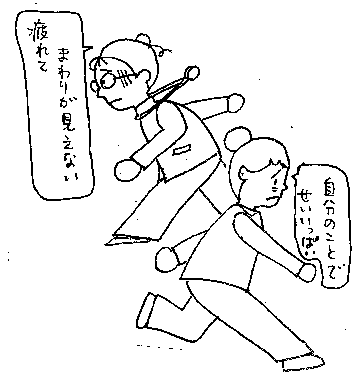 疲れて
まわりが見えない
自分のことで
せいいっぱい